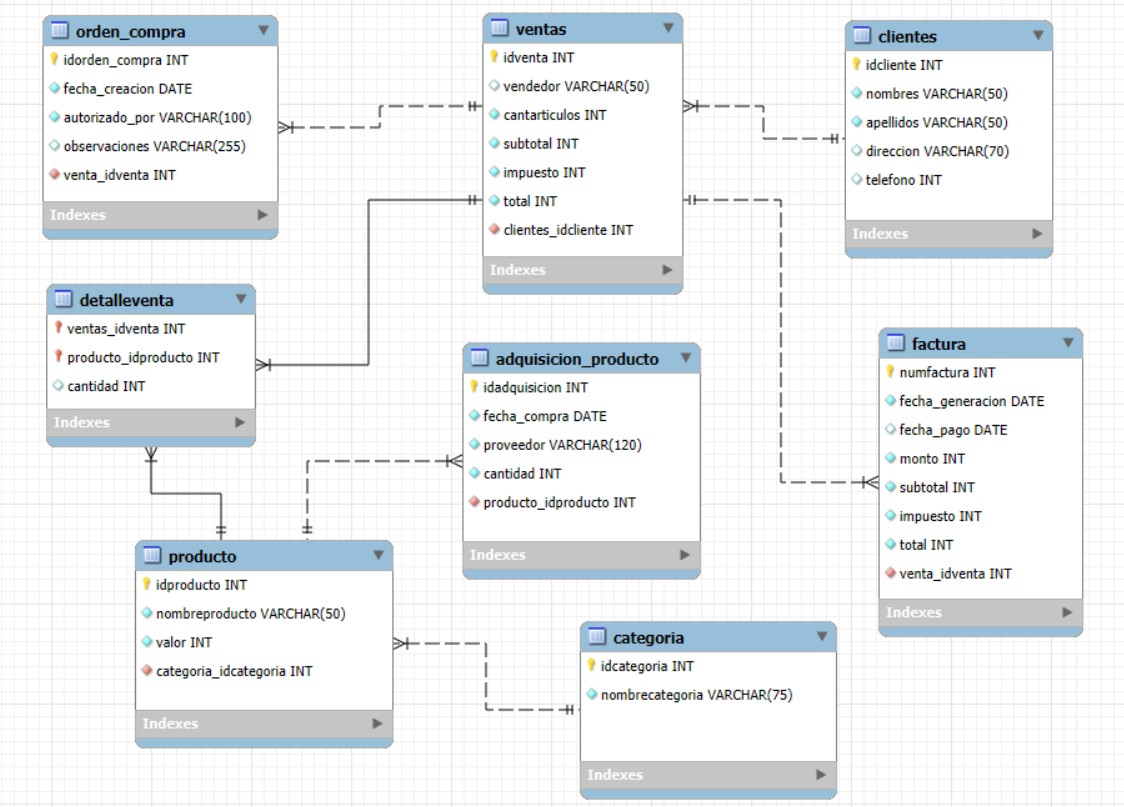 orden_compra
idorden_compra INT
fecha_creacion DATE
autorizado_por VARCHAR(100)
observaciones VARCHAR(255)
venta_idventa INT
Indexes
ventas
idventa INT
vendedor VARCHAR(50)
cantarticulos INT
subtotal INT
impuesto INT
total INT
clientes_idcliente INT
Indexes
clientes
idcliente INT
nombres VARCHAR(50)
apellidos VARCHAR(50)
direccion VARCHAR(70)
telefono INT
Indexes
detalleventa
ventas_idventa INT
producto_idproducto INT
cantidad INT
Indexes
adquisicion_producto
idadquisicion INT
fecha_compra DATE
proveedor VARCHAR(120)
cantidad INT
producto_idproducto INT
Indexes
factura
numfactura INT
fecha_generacion DATE
fecha_pago DATE
monto INT
subtotal INT
impuesto INT
total INT
venta_idventa INT
Indexes
producto
idproducto INT
nombreproducto VARCHAR(50)
valor INT
categoria_idcategoria INT
Indexes
categoria
idcategoria INT
nombrecategoria VARCHAR(75)
Indexes